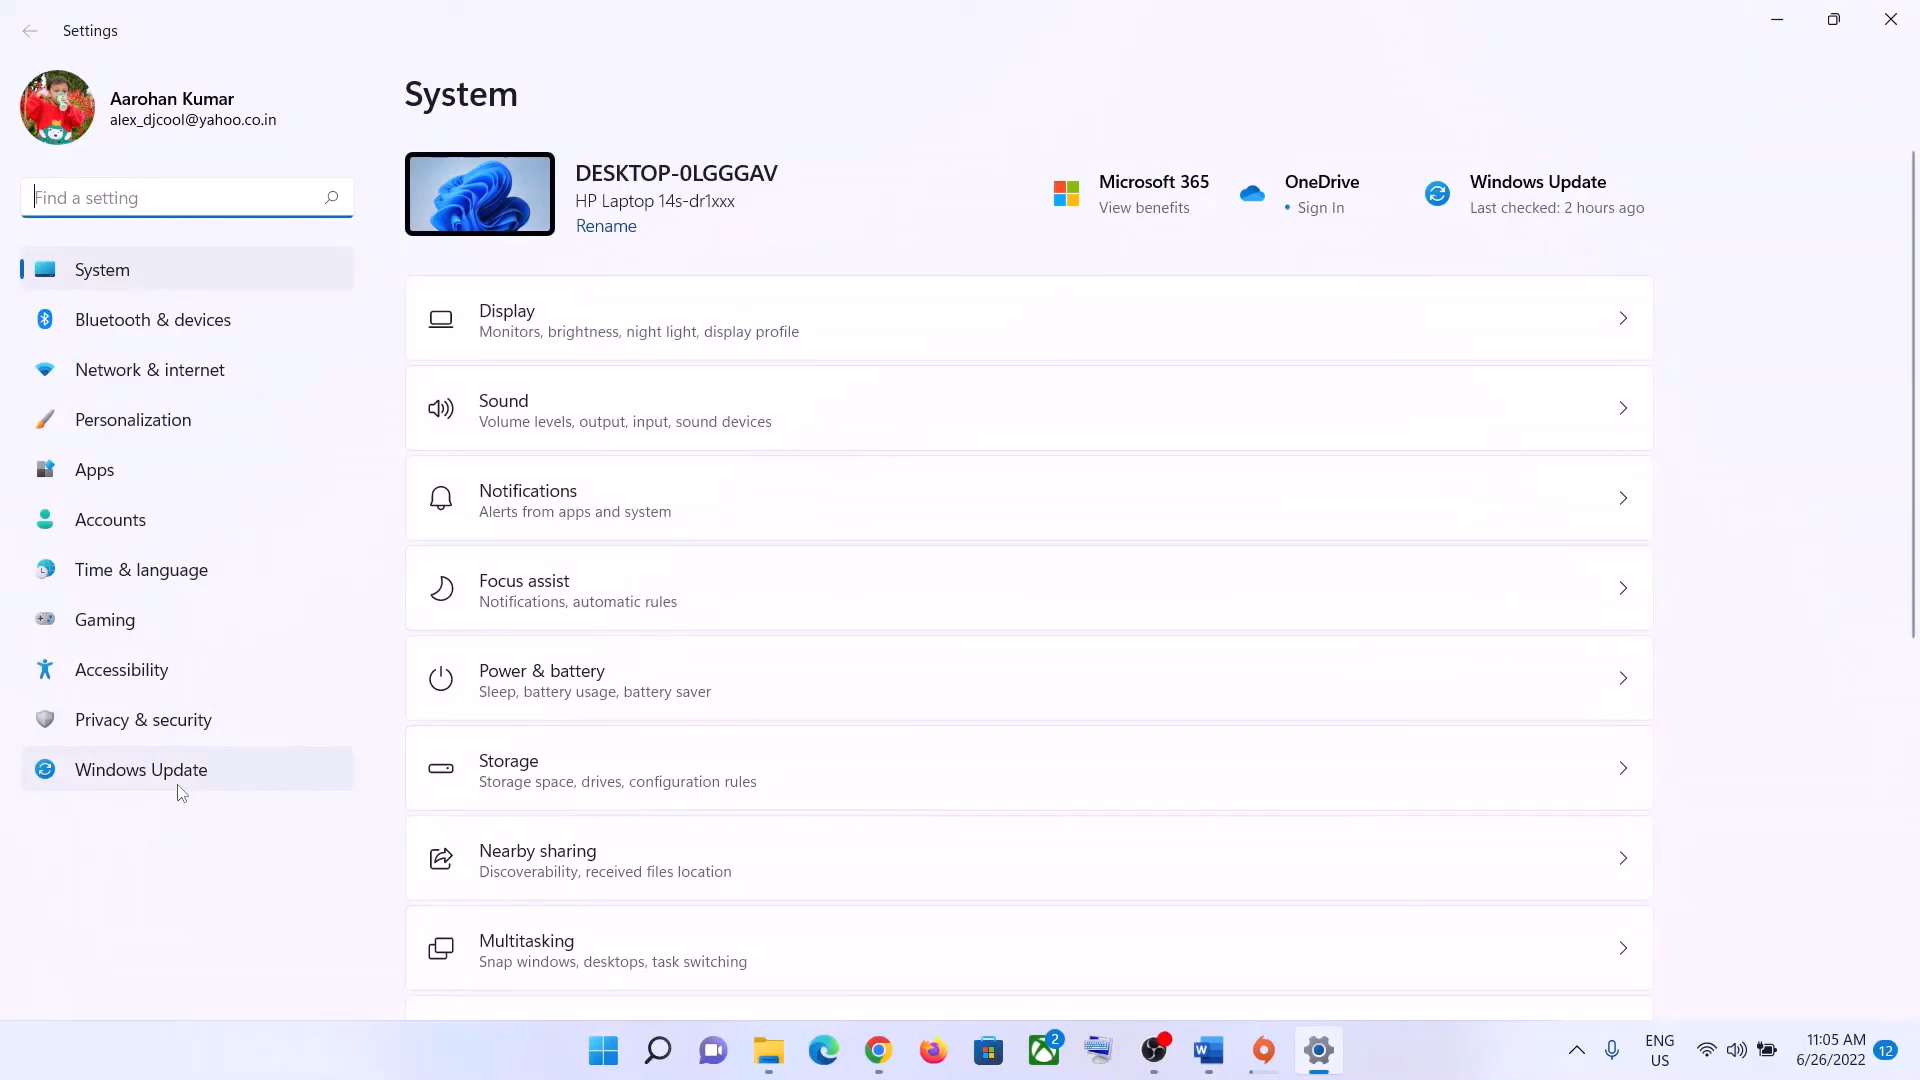 Settings
Aarohan Kumar
alex_djcool@yahoo.co.in
Find a setting
System
Bluetooth & devices
Network & internet
Personalization
Apps
Accounts
Time & language
Gaming
Accessibility
Privacy & security
Windows Update
System
DESKTOP-0LGGGAV
HP Laptop 14s-dr1xxx
Rename
Microsoft 365
View benefits
OneDrive
• Sign In
Windows Update
Last checked: 2 hours ago
Display
Monitors, brightness, night light, display profile
Sound
Volume levels, output, input, sound devices
Notifications
Alerts from apps and system
Focus assist
Notifications, automatic rules
Power & battery
Sleep, battery usage, battery saver
Storage
Storage space, drives, configuration rules
Nearby sharing
Discoverability, received files location
Multitasking
Snap windows, desktops, task switching
2
W
ENG
US
11:05 AM
6/26/2022
12